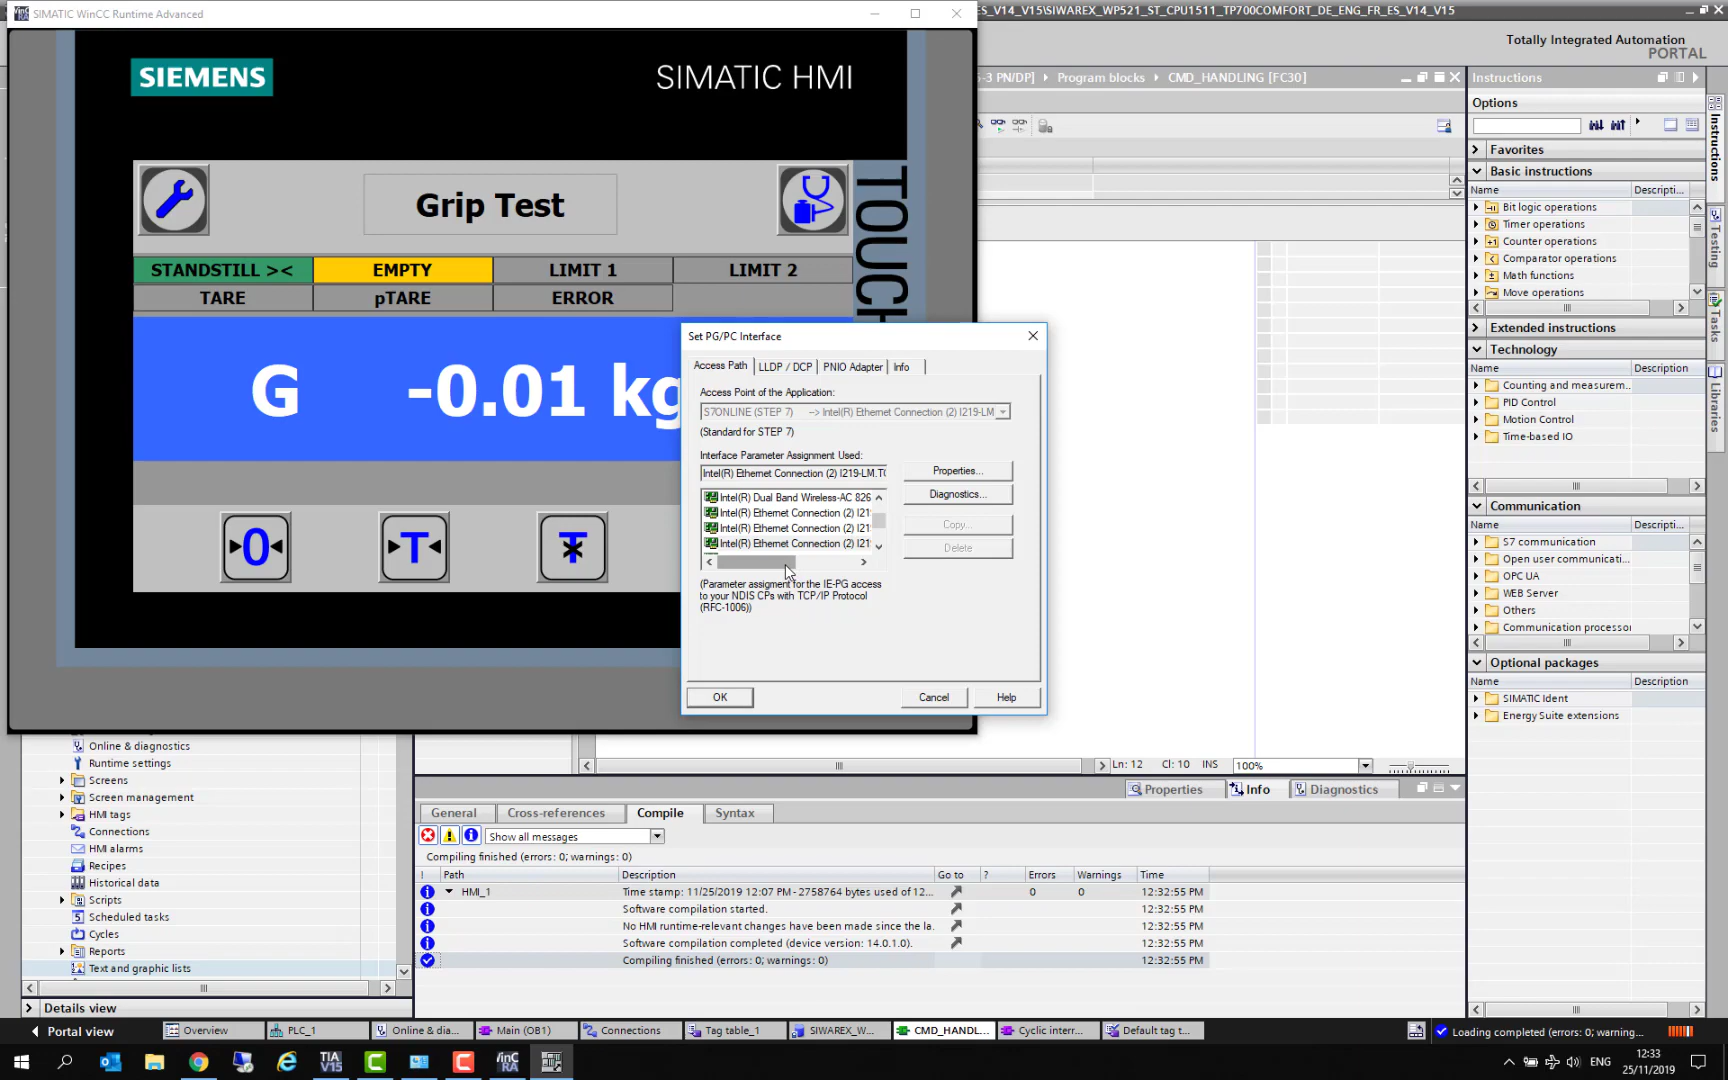 SIMATIC WinCC Runtime Advanced
ES_V14_V15\SIWAREX_WP521_ST_CPU1511_TP700COMFORT_DE_ENG_FR_ES_V14_V15
Totally Integrated Automation
PORTAL
SIEMENS
SIMATIC HMI
TOUCH
Grip Test
STANDSTILL ><
EMPTY
LIMIT 1
LIMIT 2
TARE
pTARE
ERROR
G -0.01 kg
>0<
>T<
T
5-3 PN/DP]
Program blocks
CMD_HANDLING [FC30]
Set PG/PC Interface
Access Path
LLDP / DCP
PNIO Adapter
Info
Access Point of the Application:
S7ONLINE (STEP 7) --> Intel(R) Ethernet Connection (2) I219-LM
(Standard for STEP 7)
Interface Parameter Assignment Used:
Intel(R) Ethernet Connection (2) I219-LM.TC
Properties...
Intel(R) Dual Band Wireless-AC 826
Intel(R) Ethernet Connection (2) I21
Intel(R) Ethernet Connection (2) I21
Intel(R) Ethernet Connection (2) I21
Diagnostics...
Copy...
Delete
(Parameter assigment for the IE-PG access
to your NDIS CPs with TCP/IP Protocol
(RFC-1006))
OK
Cancel
Help
Instructions
Options
Favorites
Basic instructions
Name
Descripti...
Bit logic operations
Timer operations
Counter operations
Comparator operations
Math functions
Move operations
Extended instructions
Technology
Name
Descripti...
Counting and measurem...
PID Control
Motion Control
Time-based IO
Communication
Name
Descripti...
S7 communication
Open user communicati...
OPC UA
WEB Server
Others
Communication processor
Optional packages
Name
Description
SIMATIC Ident
Energy Suite extensions
Instructions
Testing
Tasks
Libraries
Online & diagnostics
Runtime settings
Screens
Screen management
HMI tags
Connections
HMI alarms
Recipes
Historical data
Scripts
Scheduled tasks
Cycles
Reports
Text and graphic lists
Details view
Ln: 12
Cl: 10
INS
100%
Properties
Info
Diagnostics
General
Cross-references
Compile
Syntax
Show all messages
Compiling finished (errors: 0; warnings: 0)
! Path Description Go to ? Errors Warnings Time
HMI_1 Time stamp: 11/25/2019 12:07 PM - 2758764 bytes used of 12... 0 0 12:32:55 PM
Software compilation started. 12:32:55 PM
No HMI runtime-relevant changes have been made since the la. 12:32:55 PM
Software compilation completed (device version: 14.0.1.0). 12:32:55 PM
Compiling finished (errors: 0; warnings: 0) 12:32:55 PM
Portal view
Overview
PLC_1
Online & dia...
Main (OB1)
Connections
Tag table_1
SIWAREX_W...
CMD_HANDL...
Cyclic interr...
Default tag t...
Loading completed (errors: 0; warning...
TIA
V15
C
C
WinC
RA
ENG
12:33
25/11/2019